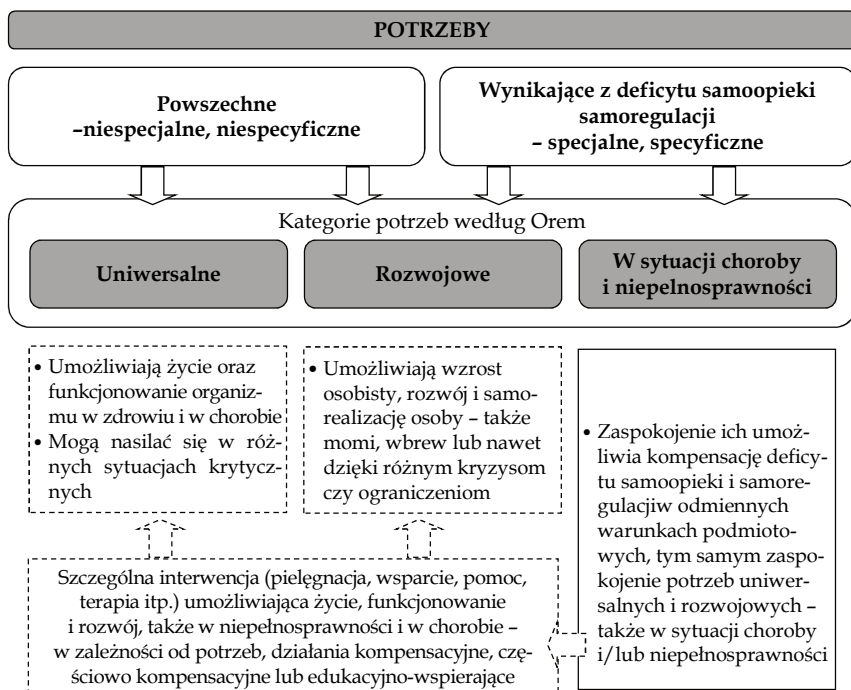 POTRZEBY
Powszechne
–niespecjalne, niespecyficzne
Wynikające z deficytu samoopieki
samoregulacji
– specjalne, specyficzne
Kategorie potrzeb według Orem
Uniwersalne
Rozwojowe
W sytuacji choroby
i niepelnosprawności
• Umożliwiają życie oraz
funkcjonowanie organiz-
mu w zdrowiu i w chorobie
• Mogą nasilać się w róż-
nych sytuacjach krytycz-
nych
• Umożliwiają wzrost
osobisty, rozwój i samo-
realizację osoby – także
momi, wbrew lub nawet
dzięki różnym kryzysom
czy ograniczeniom
• Zaspokojenie ich umoż-
liwia kompensację deficy-
tu samoopieki i samore-
gulacjiw odmiennych
warunkach podmioto-
wych, tym samym zaspo-
kojenie potrzeb uniwer-
salnych i rozwojowych –
także w sytuacji choroby
i/lub niepełnosprawności
Szczególna interwencja (pielęgnacja, wsparcie, pomoc,
terapia itp.) umożliwiająca życie, funkcjonowanie
i rozwój, także w niepełnosprawności i w chorobie –
w zależności od potrzeb, działania kompensacyjne, czę-
ściowo kompensacyjne lub edukacyjno-wspierające